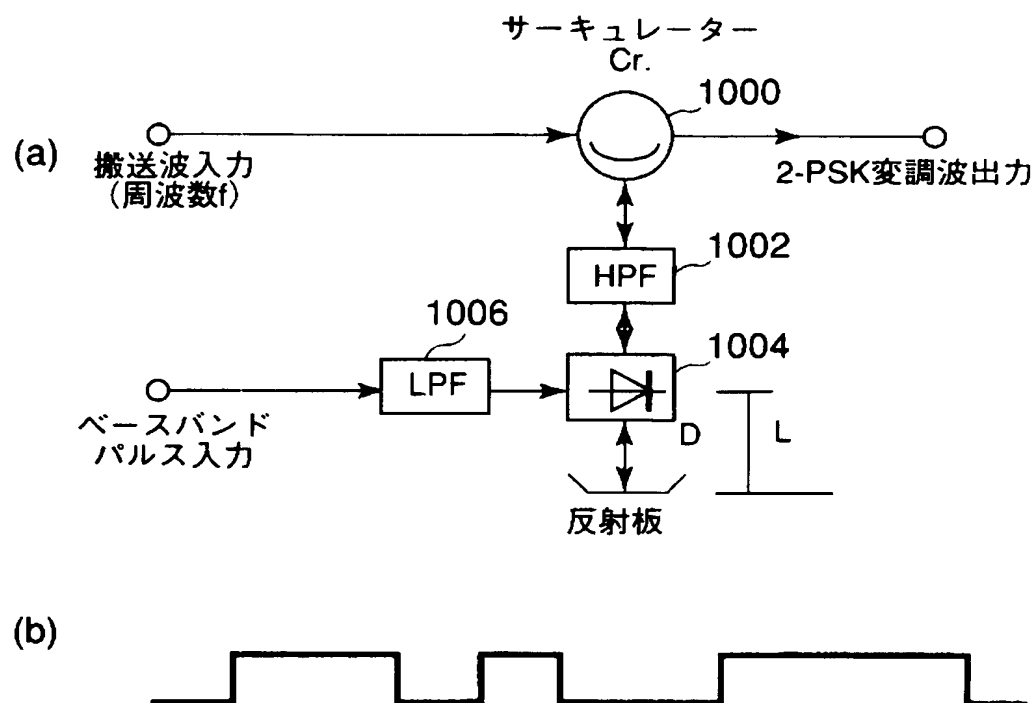 サーキュレーター
Cr.
1000
(a)
搬送波入力
(周波数f)
2-PSK変調波出力
1002
HPF
1006
1004
LPF
ベースバンド
パルス入力
D
L
反射板
(b)